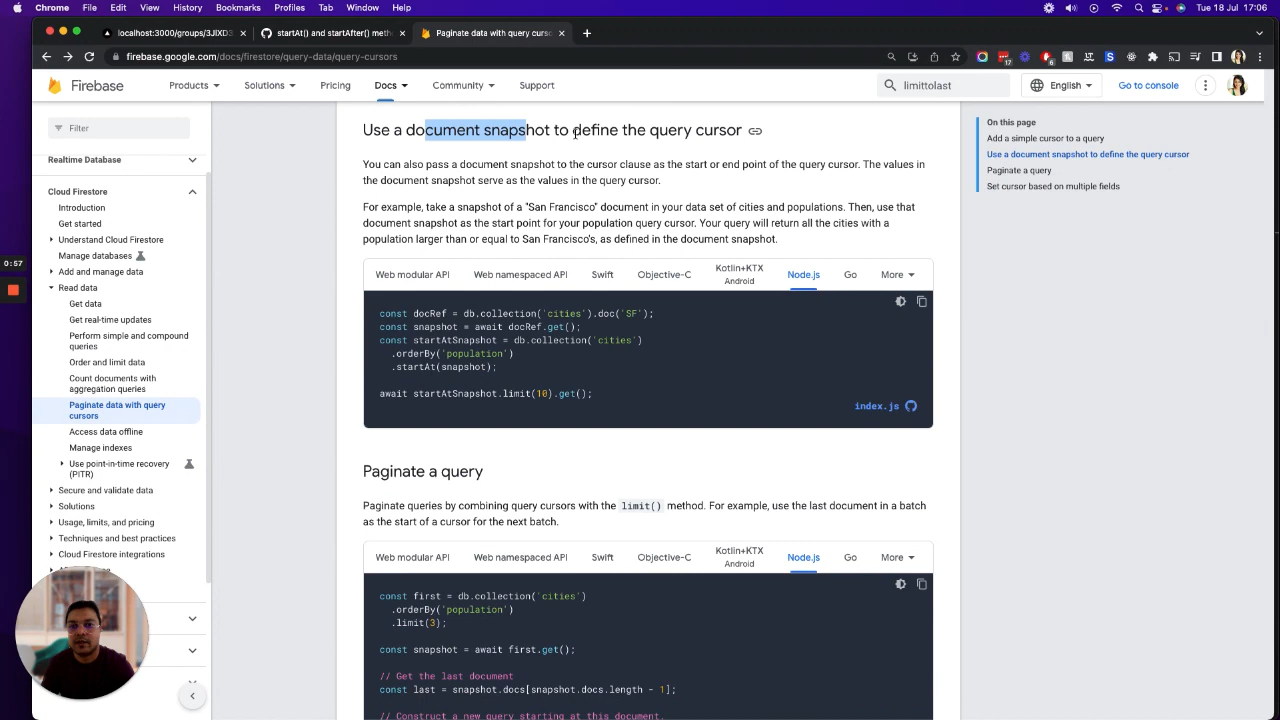 Chrome File Edit View History Bookmarks Profiles Tab Window Help Tue 18 Jul 17:06
localhost:3000/groups/3JIXD3
startAt() and startAfter() meth
Paginate data with query curso
firebase.google.com/docs/firestore/query-data/query-cursors
17
6
Firebase
Products Solutions Pricing Docs Community Support
limittolast
English
Go to console
Filter
Realtime Database
Cloud Firestore
Introduction
Get started
Understand Cloud Firestore
Manage databases
Add and manage data
Read data
Get data
Get real-time updates
Perform simple and compound
queries
Order and limit data
Count documents with
aggregation queries
Paginate data with query
cursors
Access data offline
Manage indexes
Use point-in-time recovery
(PITR)
Secure and validate data
Solutions
Usage, limits, and pricing
Techniques and best practices
Cloud Firestore integrations
0:57
Use a document snapshot to define the query cursor
You can also pass a document snapshot to the cursor clause as the start or end point of the query cursor. The values in
the document snapshot serve as the values in the query cursor.
For example, take a snapshot of a "San Francisco" document in your data set of cities and populations. Then, use that
document snapshot as the start point for your population query cursor. Your query will return all the cities with a
population larger than or equal to San Francisco's, as defined in the document snapshot.
Web modular API Web namespaced API Swift Objective-C Kotlin+KTX Android Node.js Go More
const docRef = db.collection('cities').doc('SF');
const snapshot = await docRef.get();
const startAtSnapshot = db.collection('cities')
.orderBy('population')
.startAt(snapshot);
await startAtSnapshot.limit(10).get();
index.js
Paginate a query
Paginate queries by combining query cursors with the limit() method. For example, use the last document in a batch
as the start of a cursor for the next batch.
Web modular API Web namespaced API Swift Objective-C Kotlin+KTX Android Node.js Go More
const first = db.collection('cities')
.orderBy('population')
.limit(3);
const snapshot = await first.get();
// Get the last document
const last = snapshot.docs[snapshot.docs.length - 1];
// Construct a new query starting at this document.
On this page
Add a simple cursor to a query
Use a document snapshot to define the query cursor
Paginate a query
Set cursor based on multiple fields